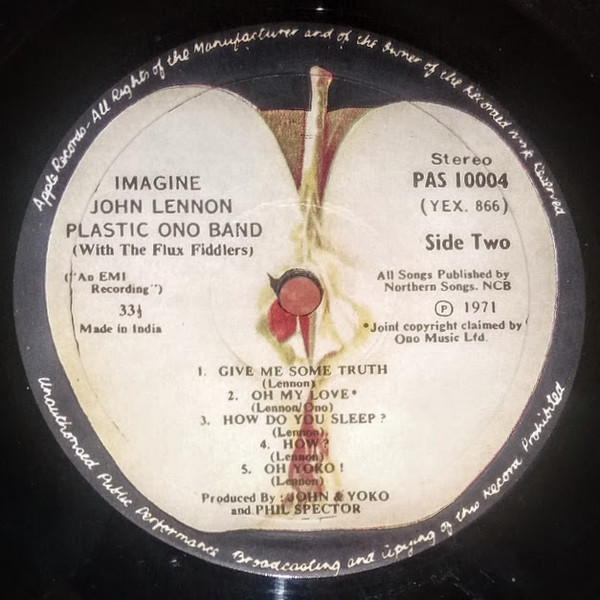 Apple Records-All Rights of the Manufacturer and of the Owner of the Recorded Work Reserved
IMAGINE
JOHN LENNON
PLASTIC ONO BAND
(With The Flux Fiddlers)
("An EMI
Recording")
33⅓
Made in India
Stereo
PAS 10004
(YEX. 866)
Side Two
All Songs Published by
Northern Songs. NCB
Ⓟ 1971
*Joint copyright claimed by
Ono Music Ltd.
1. GIVE ME SOME TRUTH
(Lennon)
2. OH MY LOVE*
(Lennon/Ono)
3. HOW DO YOU SLEEP?
(Lennon)
4. HOW?
(Lennon)
5. OH YOKO!
(Lennon)
Produced By : JOHN & YOKO
and PHIL SPECTOR
Unauthorised Public Performance Broadcasting and Copying of this Record Prohibited